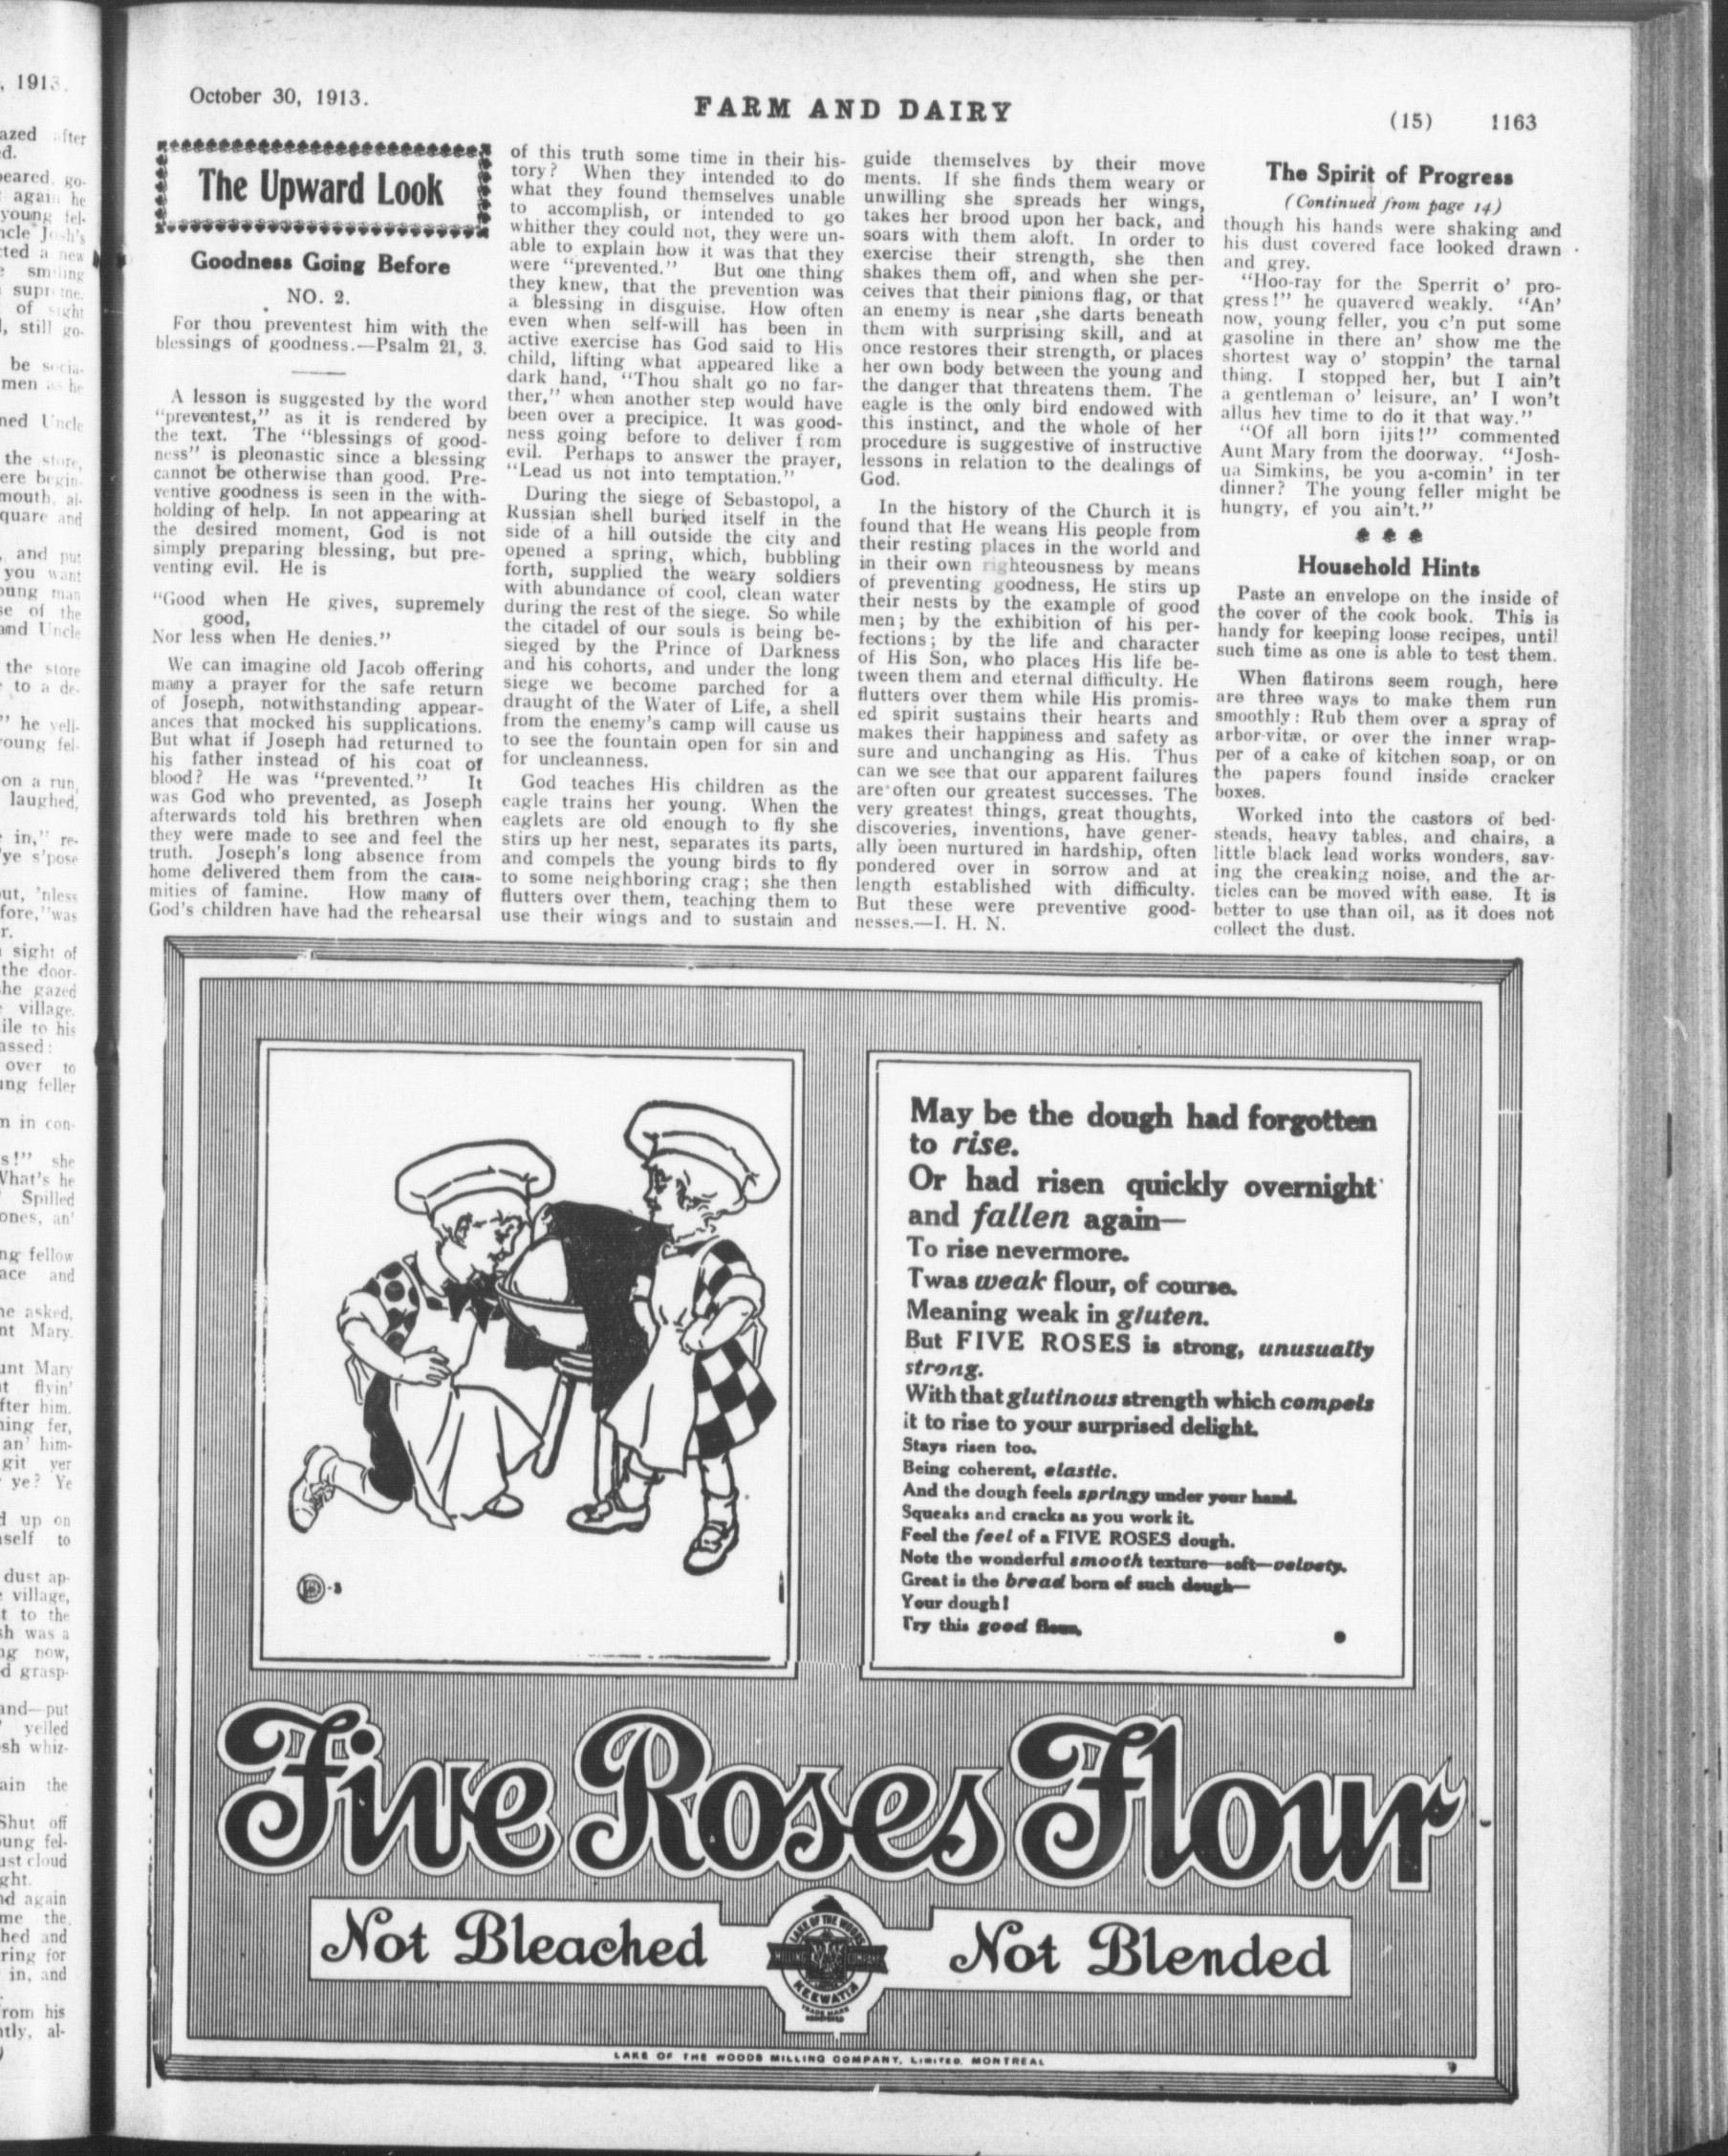 October 30, 1913.
FARM AND DAIRY
(15) 1163
The Upward Look
Goodness Going Before
NO. 2.
For thou preventest him with the
blessings of goodness.—Psalm 21, 3.
A lesson is suggested by the word
"preventest," as it is rendered by
the text. The "blessings of good-
ness" is pleonastic since a blessing
cannot be otherwise than good. Pre-
ventive goodness is seen in the with-
holding of help. In not appearing at
the desired moment, God is not
simply preparing blessing, but pre-
venting evil. He is
"Good when He gives, supremely
good,
Nor less when He denies."
We can imagine old Jacob offering
many a prayer for the safe return
of Joseph, notwithstanding appear-
ances that mocked his supplications.
But what if Joseph had returned to
his father instead of his coat of
blood? He was "prevented." It
was God who prevented, as Joseph
afterwards told his brethren when
they were made to see and feel the
truth. Joseph's long absence from
home delivered them from the cala-
mities of famine. How many of
God's children have had the rehearsal
of this truth some time in their his-
tory? When they intended to do
what they found themselves unable
to accomplish, or intended to go
whither they could not, they were un-
able to explain how it was that they
were "prevented." But one thing
they knew, that the prevention was
a blessing in disguise. How often
even when self-will has been in
active exercise has God said to His
child, lifting what appeared like a
dark hand, "Thou shalt go no far-
ther," when another step would have
been over a precipice. It was good-
ness going before to deliver from
evil. Perhaps to answer the prayer,
"Lead us not into temptation."
During the siege of Sebastopol, a
Russian shell buried itself in the
side of a hill outside the city and
opened a spring, which, bubbling
forth, supplied the weary soldiers
with abundance of cool, clean water
during the rest of the siege. So while
the citadel of our souls is being be-
sieged by the Prince of Darkness
and his cohorts, and under the long
siege we become parched for a
draught of the Water of Life, a shell
from the enemy's camp will cause us
to see the fountain open for sin and
for uncleanness.
God teaches His children as the
eagle trains her young. When the
eaglets are old enough to fly she
stirs up her nest, separates its parts,
and compels the young birds to fly
to some neighboring crag; she then
flutters over them, teaching them to
use their wings and to sustain and
guide themselves by their move
ments. If she finds them weary or
unwilling she spreads her wings,
takes her brood upon her back, and
soars with them aloft. In order to
exercise their strength, she then
shakes them off, and when she per-
ceives that their pinions flag, or that
an enemy is near ,she darts beneath
them with surprising skill, and at
once restores their strength, or places
her own body between the young and
the danger that threatens them. The
eagle is the only bird endowed with
this instinct, and the whole of her
procedure is suggestive of instructive
lessons in relation to the dealings of
God.
In the history of the Church it is
found that He weans His people from
their resting places in the world and
in their own righteousness by means
of preventing goodness, He stirs up
their nests by the example of good
men; by the exhibition of his per-
fections; by the life and character
of His Son, who places His life be-
tween them and eternal difficulty. He
flutters over them while His promis-
ed spirit sustains their hearts and
makes their happiness and safety as
sure and unchanging as His. Thus
can we see that our apparent failures
are often our greatest successes. The
very greatest things, great thoughts,
discoveries, inventions, have gener-
ally been nurtured in hardship, often
pondered over in sorrow and at
length established with difficulty.
But these were preventive good-
nesses.—I. H. N.
The Spirit of Progress
(Continued from page 14)
though his hands were shaking and
his dust covered face looked drawn
and grey.
"Hoo-ray for the Sperrit o' pro-
gress!" he quavered weakly. "An'
now, young feller, you c'n put some
gasoline in there an' show me the
shortest way o' stoppin' the tarnal
thing. I stopped her, but I ain't
a gentleman o' leisure, an' I won't
allus hev time to do it that way."
"Of all born ijits!" commented
Aunt Mary from the doorway. "Josh-
ua Simkins, be you a-comin' in ter
dinner? The young feller might be
hungry, ef you ain't."
Household Hints
Paste an envelope on the inside of
the cover of the cook book. This is
handy for keeping loose recipes, until
such time as one is able to test them.
When flatirons seem rough, here
are three ways to make them run
smoothly: Rub them over a spray of
arbor-vitæ, or over the inner wrap-
per of a cake of kitchen soap, or on
the papers found inside cracker
boxes.
Worked into the castors of bed-
steads, heavy tables, and chairs, a
little black lead works wonders, sav-
ing the creaking noise, and the ar-
ticles can be moved with ease. It is
better to use than oil, as it does not
collect the dust.
May be the dough had forgotten
to rise.
Or had risen quickly overnight
and fallen again—
To rise nevermore.
Twas weak flour, of course.
Meaning weak in gluten.
But FIVE ROSES is strong, unusually
strong.
With that glutinous strength which compels
it to rise to your surprised delight.
Stays risen too.
Being coherent, elastic.
And the dough feels springy under your hand.
Squeaks and cracks as you work it.
Feel the feel of a FIVE ROSES dough.
Note the wonderful smooth texture—soft—velvety.
Great is the bread born of such dough—
Your dough!
Try this good flour.
Five Roses Flour
Not Bleached
Not Blended
LAKE OF THE WOODS
MILLING COMPANY
KEEWATIN
TRADE MARK
REGISTERED
LAKE OF THE WOODS MILLING COMPANY, LIMITED, MONTREAL